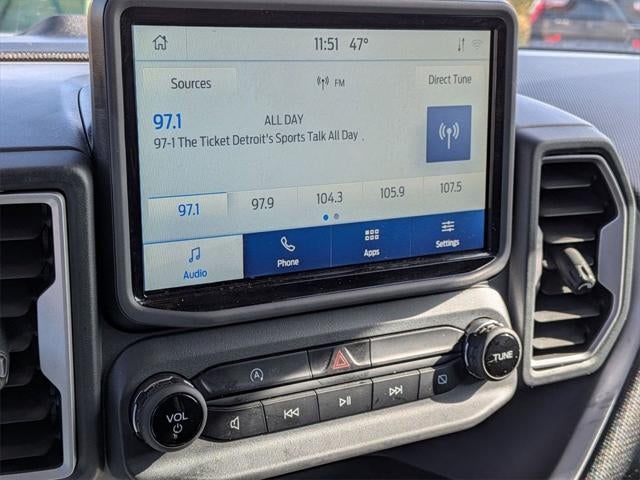 11:51 47°
Sources
FM
Direct Tune
97.1
ALL DAY
97-1 The Ticket Detroit's Sports Talk All Day
97.1 97.9 104.3 105.9 107.5
Audio Phone Apps Settings
VOL
TUNE